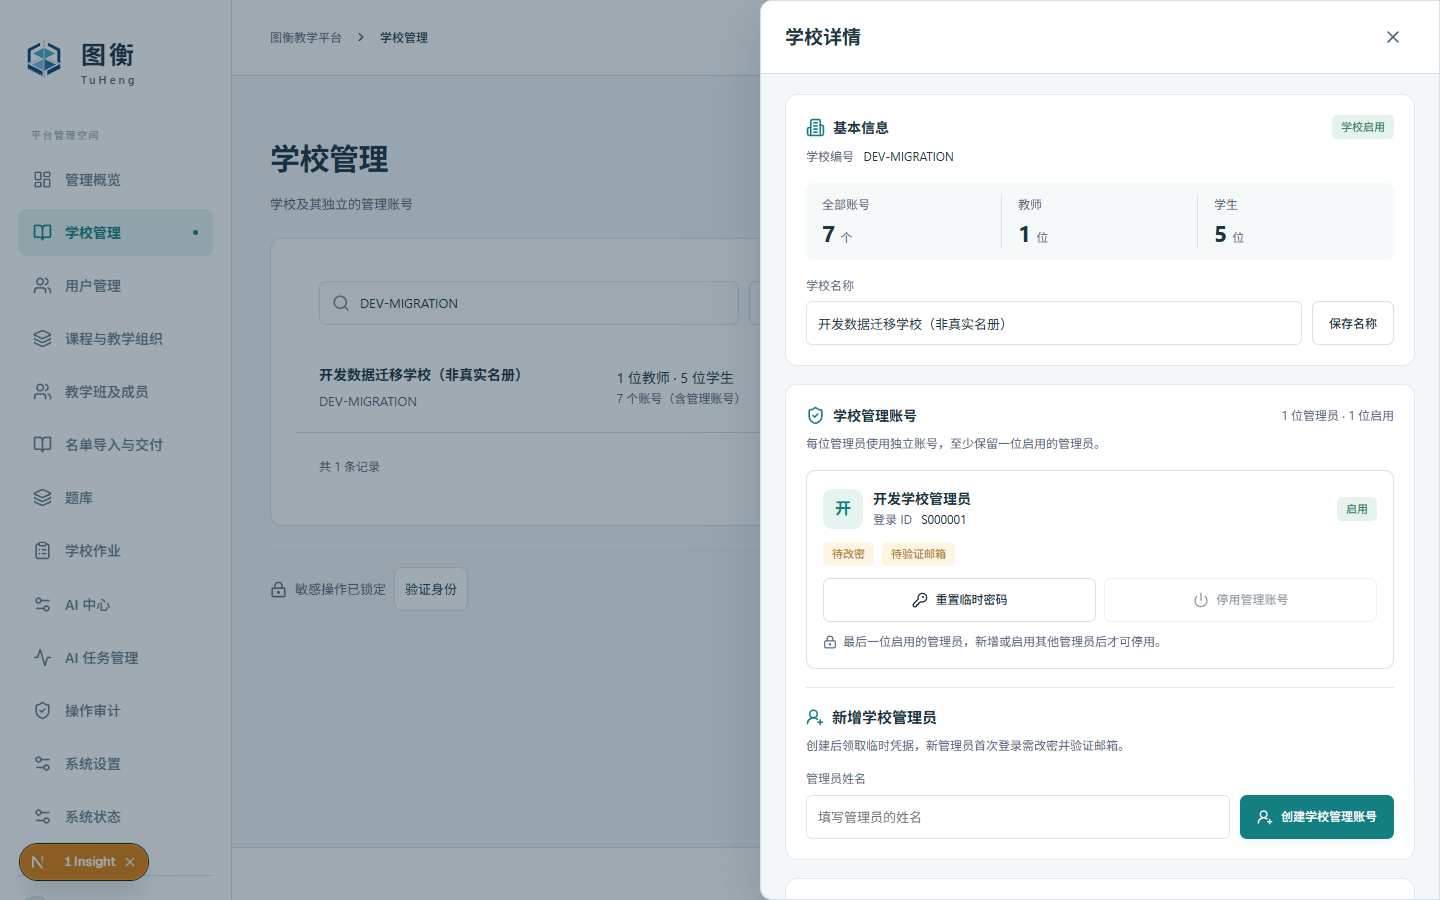 图衡
TuHeng
平台管理空间
管理概览
学校管理
用户管理
课程与教学组织
教学班及成员
名单导入与交付
题库
学校作业
AI 中心
AI 任务管理
操作审计
系统设置
系统状态
1 Insight
图衡教学平台 学校管理
学校管理
学校及其独立的管理账号
DEV-MIGRATION
开发数据迁移学校（非真实名册）
DEV-MIGRATION
1 位教师 · 5 位学生
7 个账号（含管理账号）
共 1 条记录
敏感操作已锁定 验证身份
学校详情
基本信息
学校启用
学校编号 DEV-MIGRATION
全部账号 教师 学生
7 个 1 位 5 位
学校名称
开发数据迁移学校（非真实名册） 保存名称
学校管理账号
1 位管理员 · 1 位启用
每位管理员使用独立账号，至少保留一位启用的管理员。
开
开发学校管理员
登录 ID S000001
启用
待改密 待验证邮箱
重置临时密码 停用管理账号
最后一位启用的管理员，新增或启用其他管理员后才可停用。
新增学校管理员
创建后领取临时凭据，新管理员首次登录需改密并验证邮箱。
管理员姓名
填写管理员的姓名 创建学校管理账号